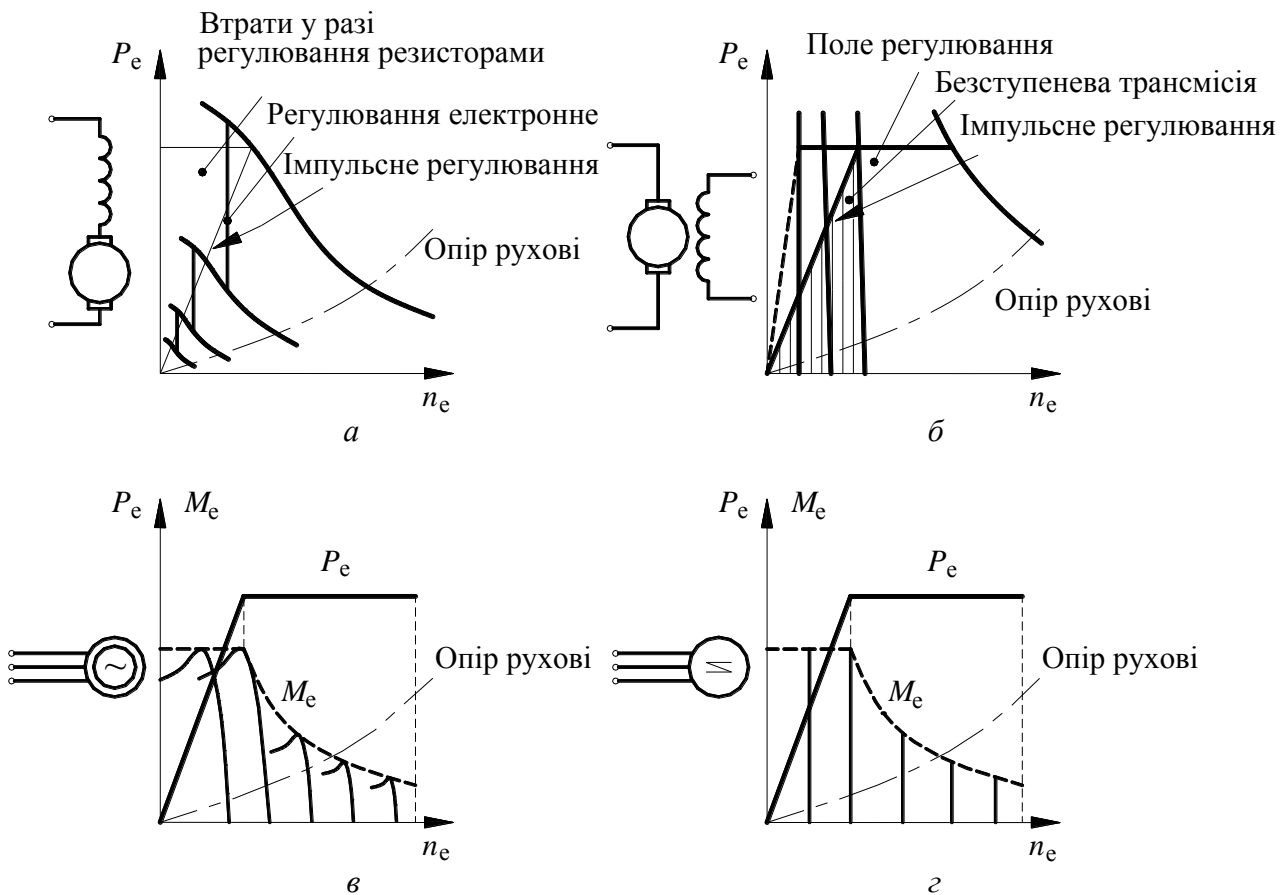 Втрати у разі
регулювання резисторами
Pe
Регулювання електронне
Імпульсне регулювання
Опір рухові
ne
а
Поле регулювання
Pe
Безступенева трансмісія
Імпульсне регулювання
Опір рухові
ne
б
Pe Me
Pe
~
Опір рухові
Me
ne
в
Pe Me
Pe
Опір рухові
Me
ne
г